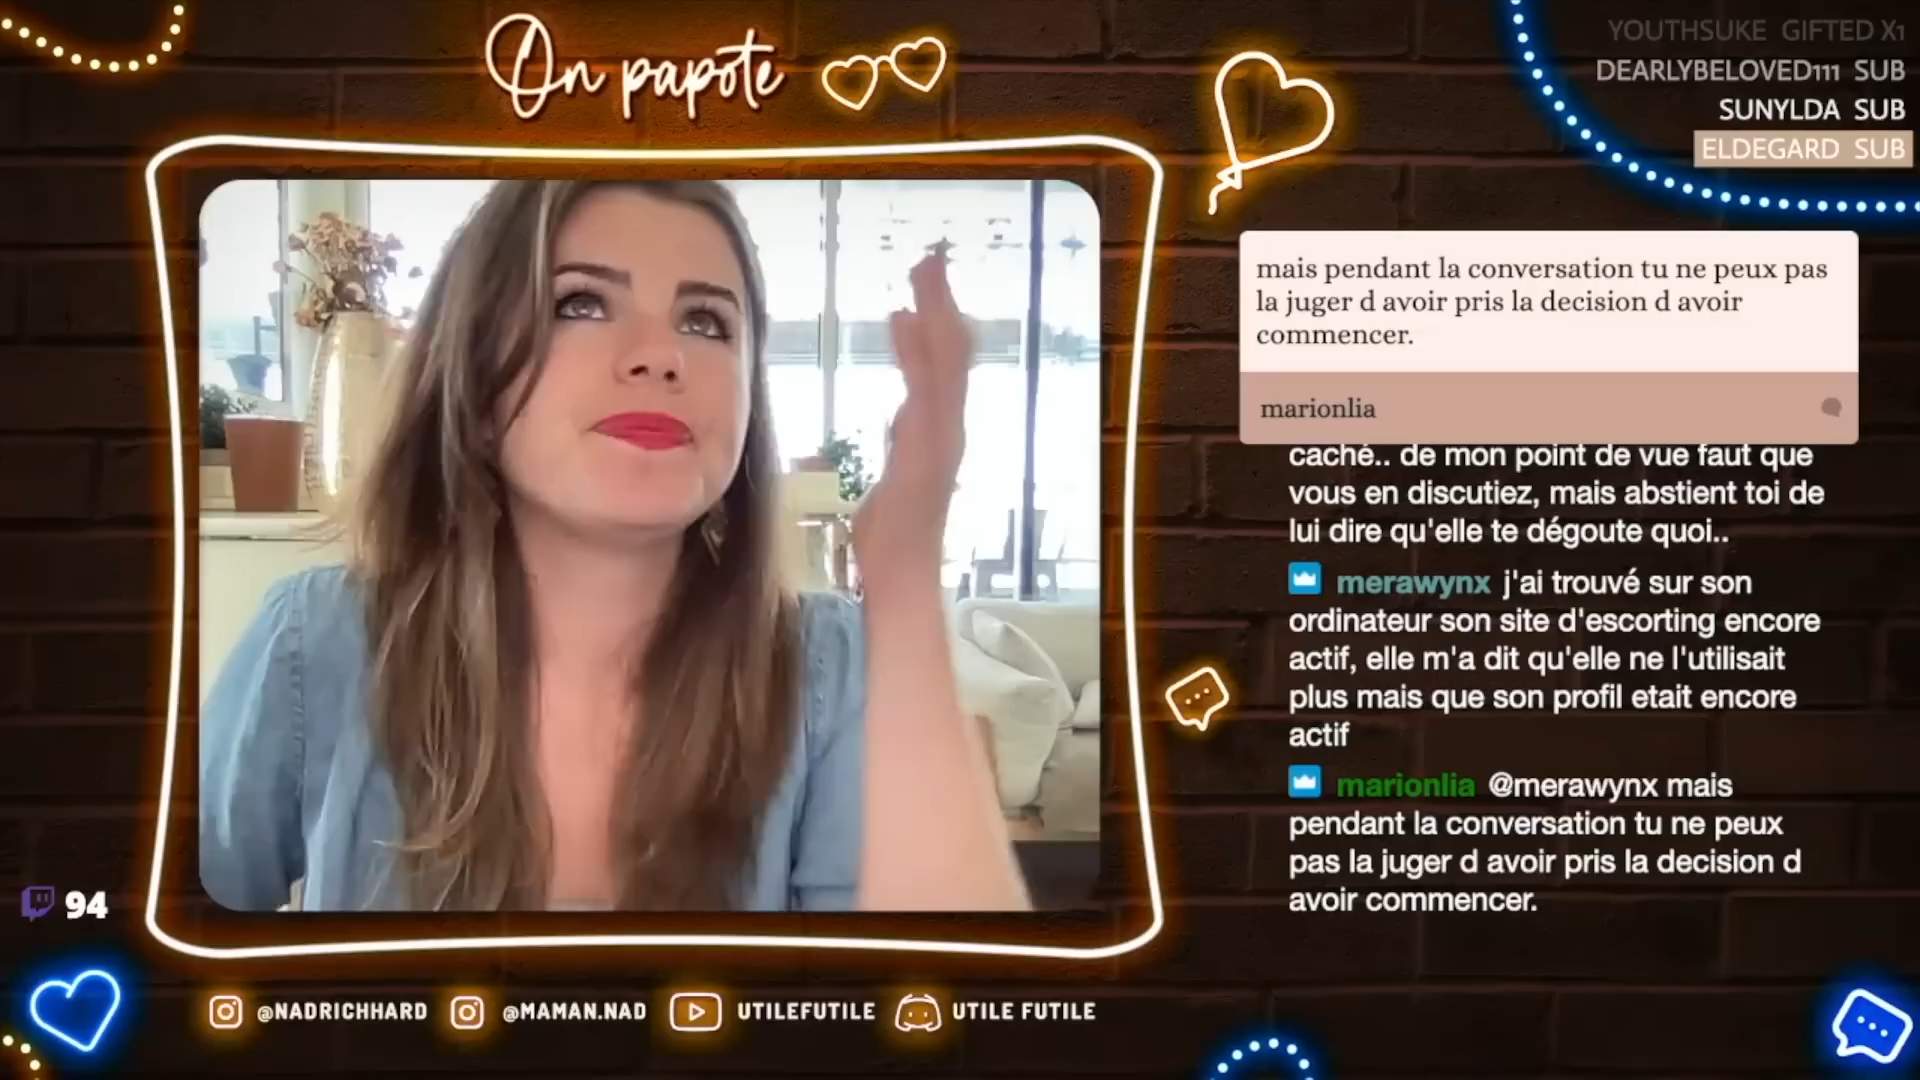 On papote
YOUTHSUKE GIFTED X1
DEARLYBELOVED111 SUB
SUNYLDA SUB
ELDEGARD SUB
mais pendant la conversation tu ne peux pas
la juger d avoir pris la decision d avoir
commencer.
marionlia
caché.. de mon point de vue faut que
vous en discutiez, mais abstient toi de
lui dire qu'elle te dégoute quoi..
merawynx j'ai trouvé sur son
ordinateur son site d'escorting encore
actif, elle m'a dit qu'elle ne l'utilisait
plus mais que son profil etait encore
actif
marionlia @merawynx mais
pendant la conversation tu ne peux
pas la juger d avoir pris la decision d
avoir commencer.
94
@NADRICHHARD @MAMAN.NAD UTILEFUTILE UTILE FUTILE